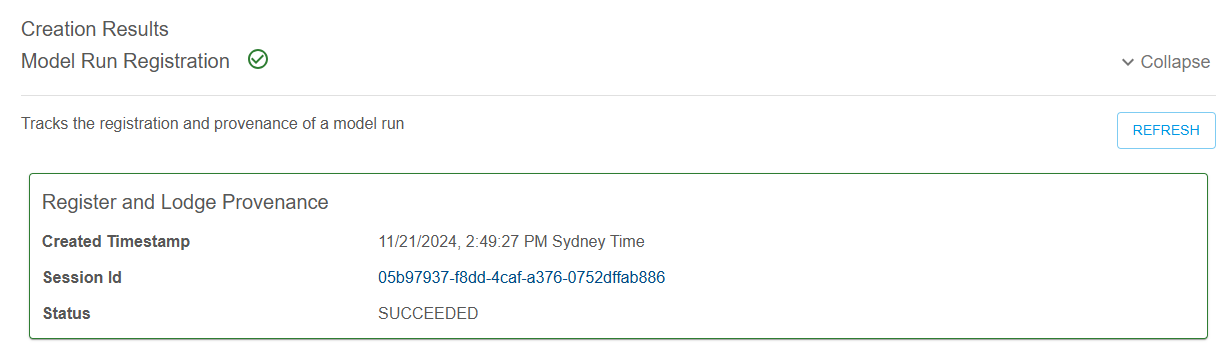 Creation Results
Model Run Registration
Collapse
Tracks the registration and provenance of a model run
REFRESH
Register and Lodge Provenance
Created Timestamp 11/21/2024, 2:49:27 PM Sydney Time
Session Id 05b97937-f8dd-4caf-a376-0752dffab886
Status SUCCEEDED